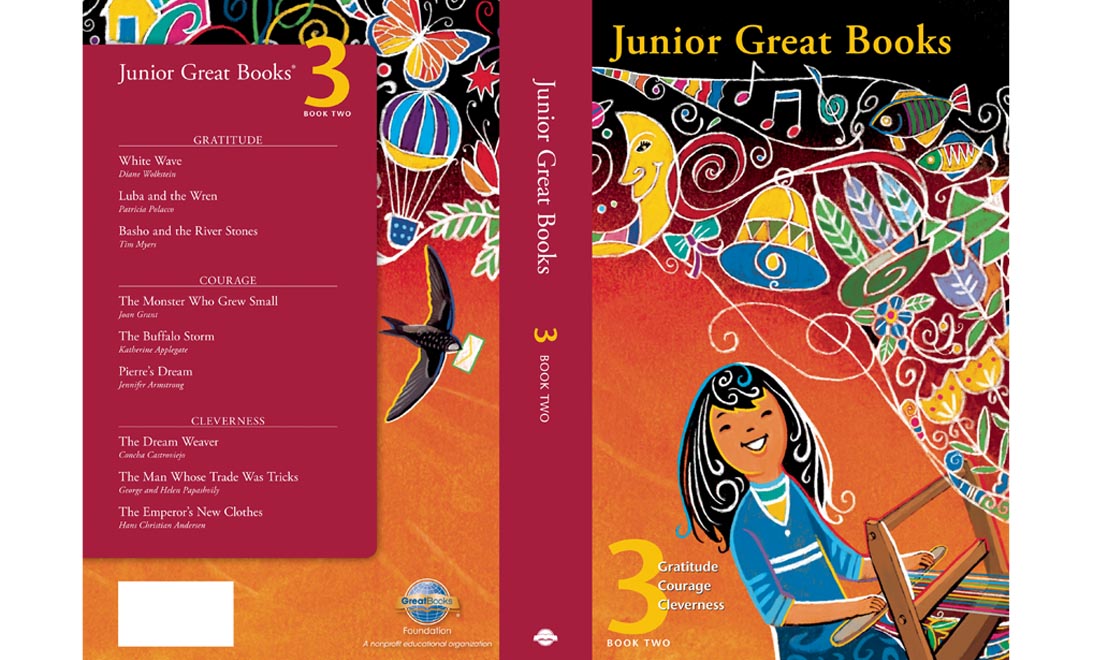 Junior Great Books®
3
BOOK TWO
GRATITUDE
White Wave
Diane Wolkstein
Luba and the Wren
Patricia Polacco
Basho and the River Stones
Tim Myers
COURAGE
The Monster Who Grew Small
Joan Grant
The Buffalo Storm
Katherine Applegate
Pierre's Dream
Jennifer Armstrong
CLEVERNESS
The Dream Weaver
Concha Castroviejo
The Man Whose Trade Was Tricks
George and Helen Papashvily
The Emperor's New Clothes
Hans Christian Andersen
GreatBooks
Foundation
A nonprofit educational organization
Junior Great Books
3
BOOK TWO
Junior Great Books
3
Gratitude
Courage
Cleverness
BOOK TWO